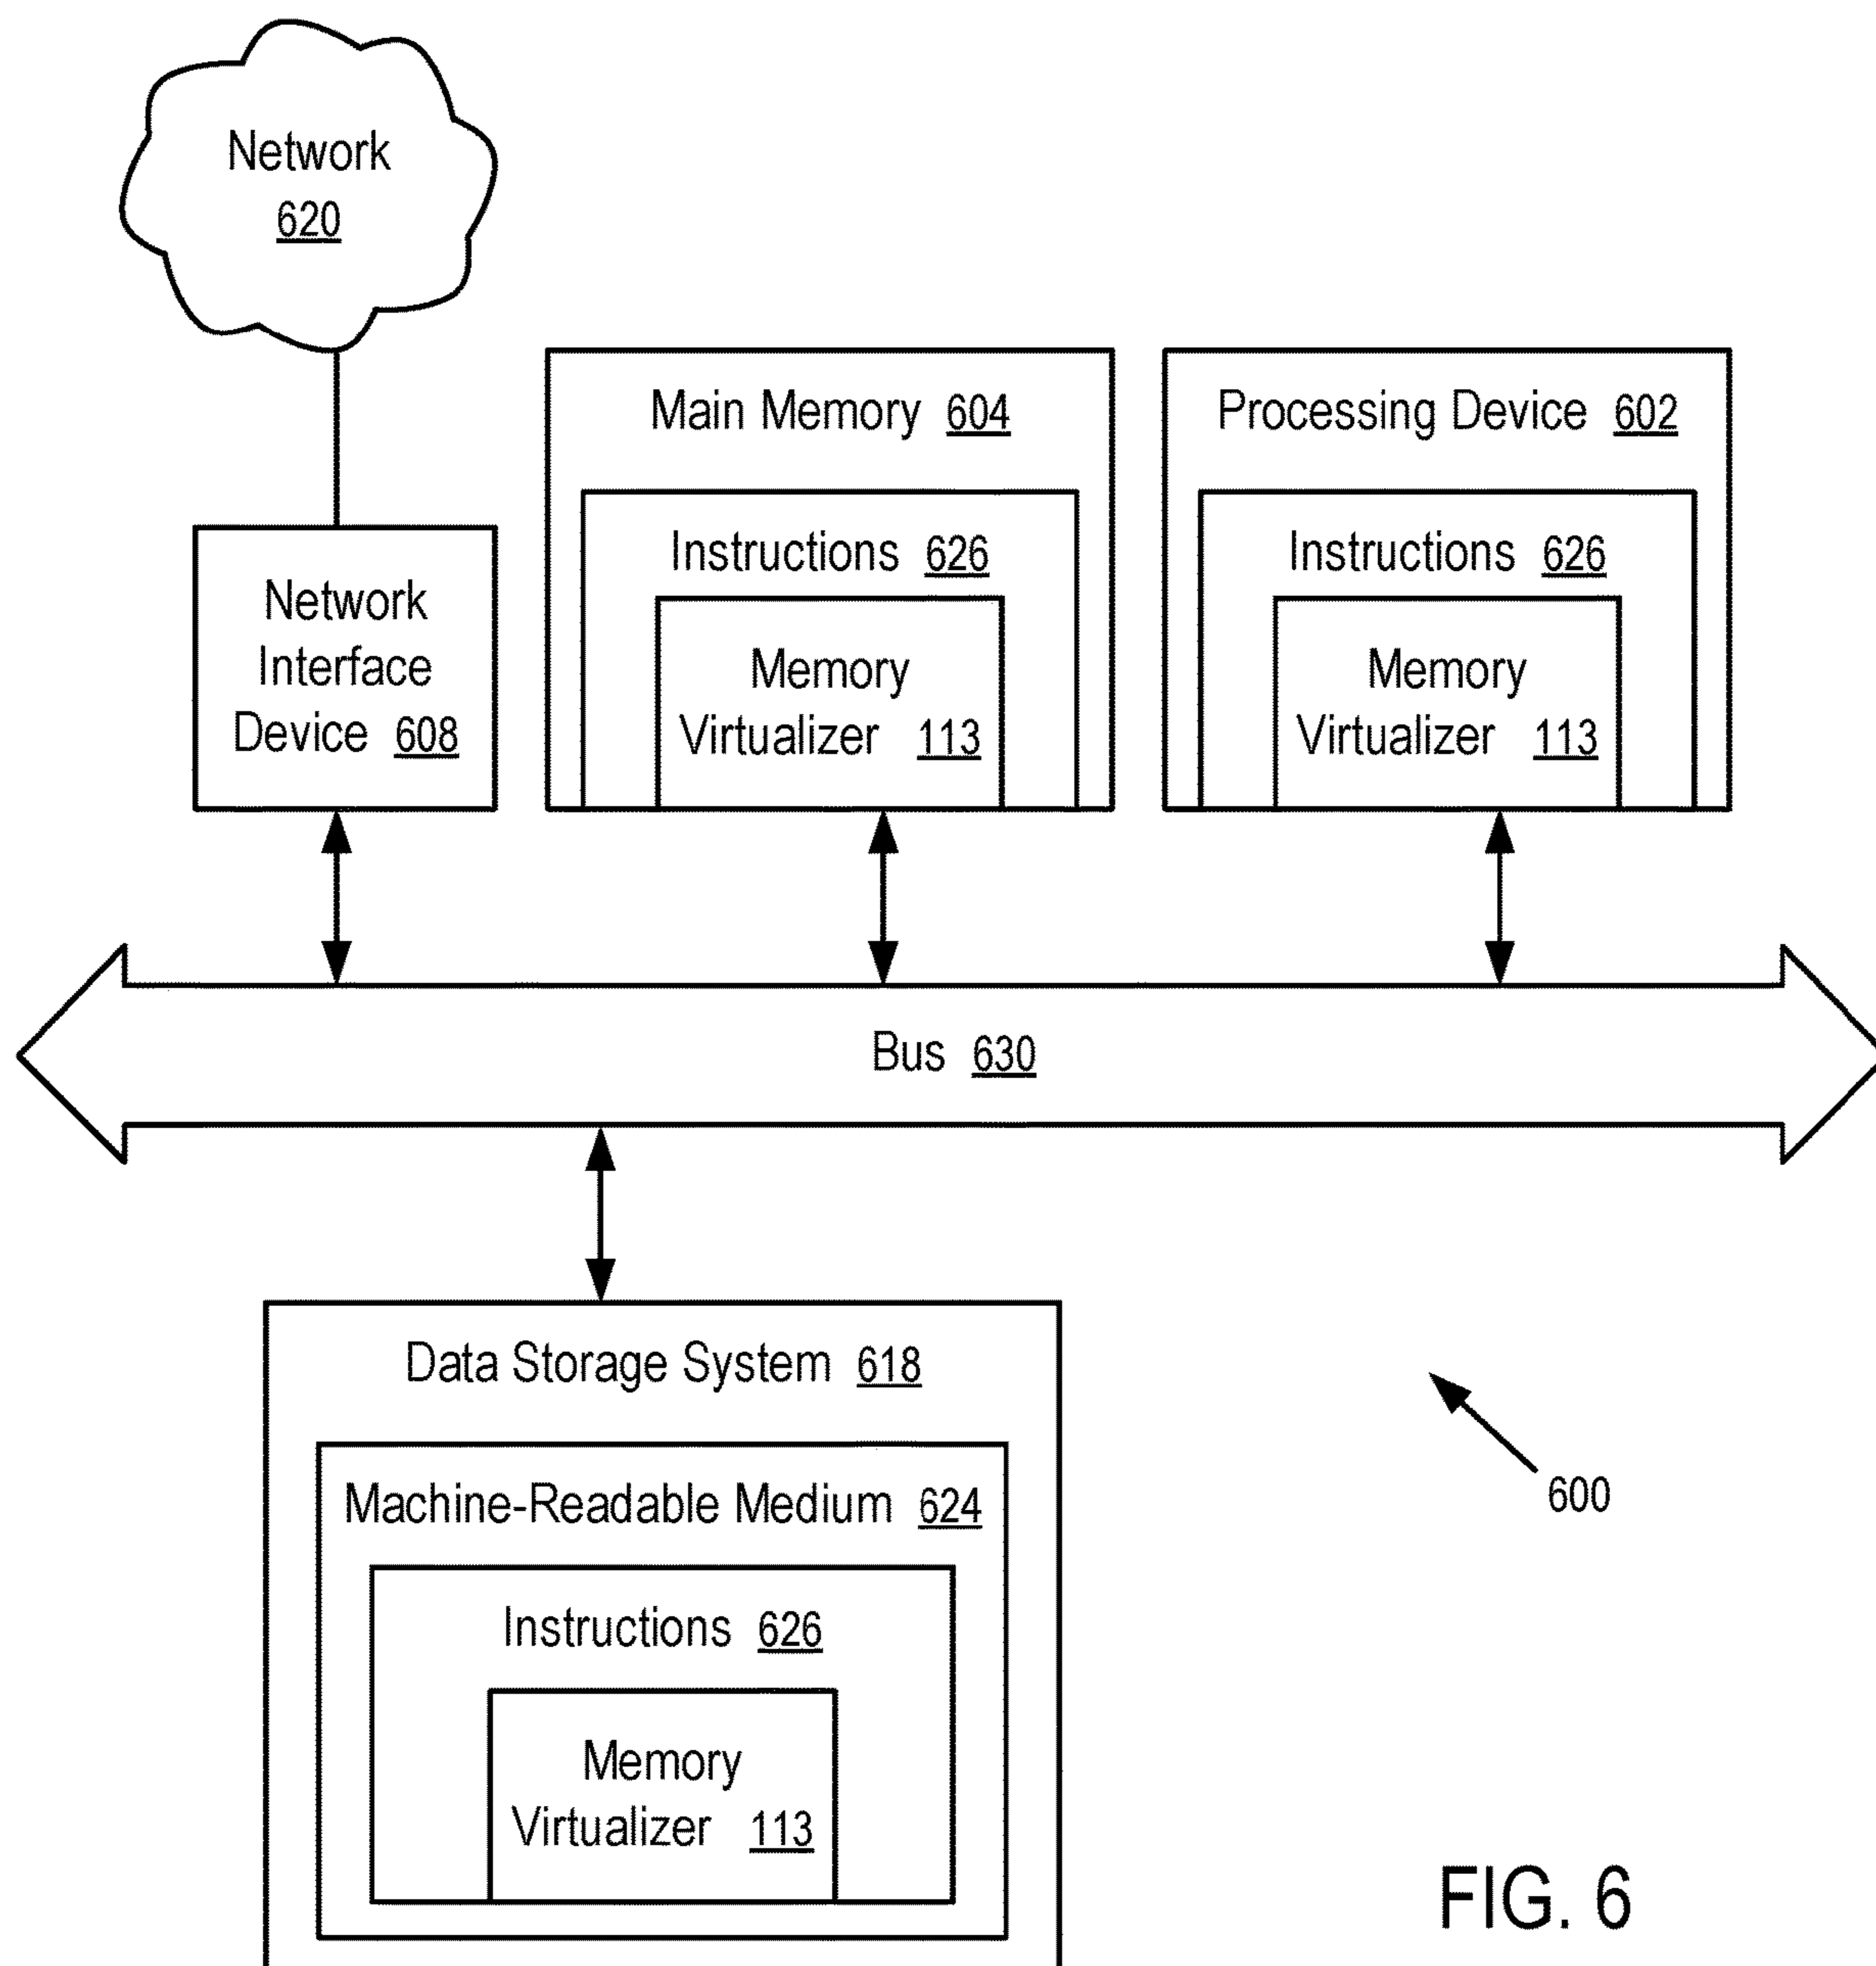 Network
620
Main Memory 604
Instructions 626
Memory
Virtualizer 113
Processing Device 602
Instructions 626
Memory
Virtualizer 113
Network
Interface
Device 608
Bus 630
Data Storage System 618
Machine-Readable Medium 624
Instructions 626
Memory
Virtualizer 113
600
FIG. 6